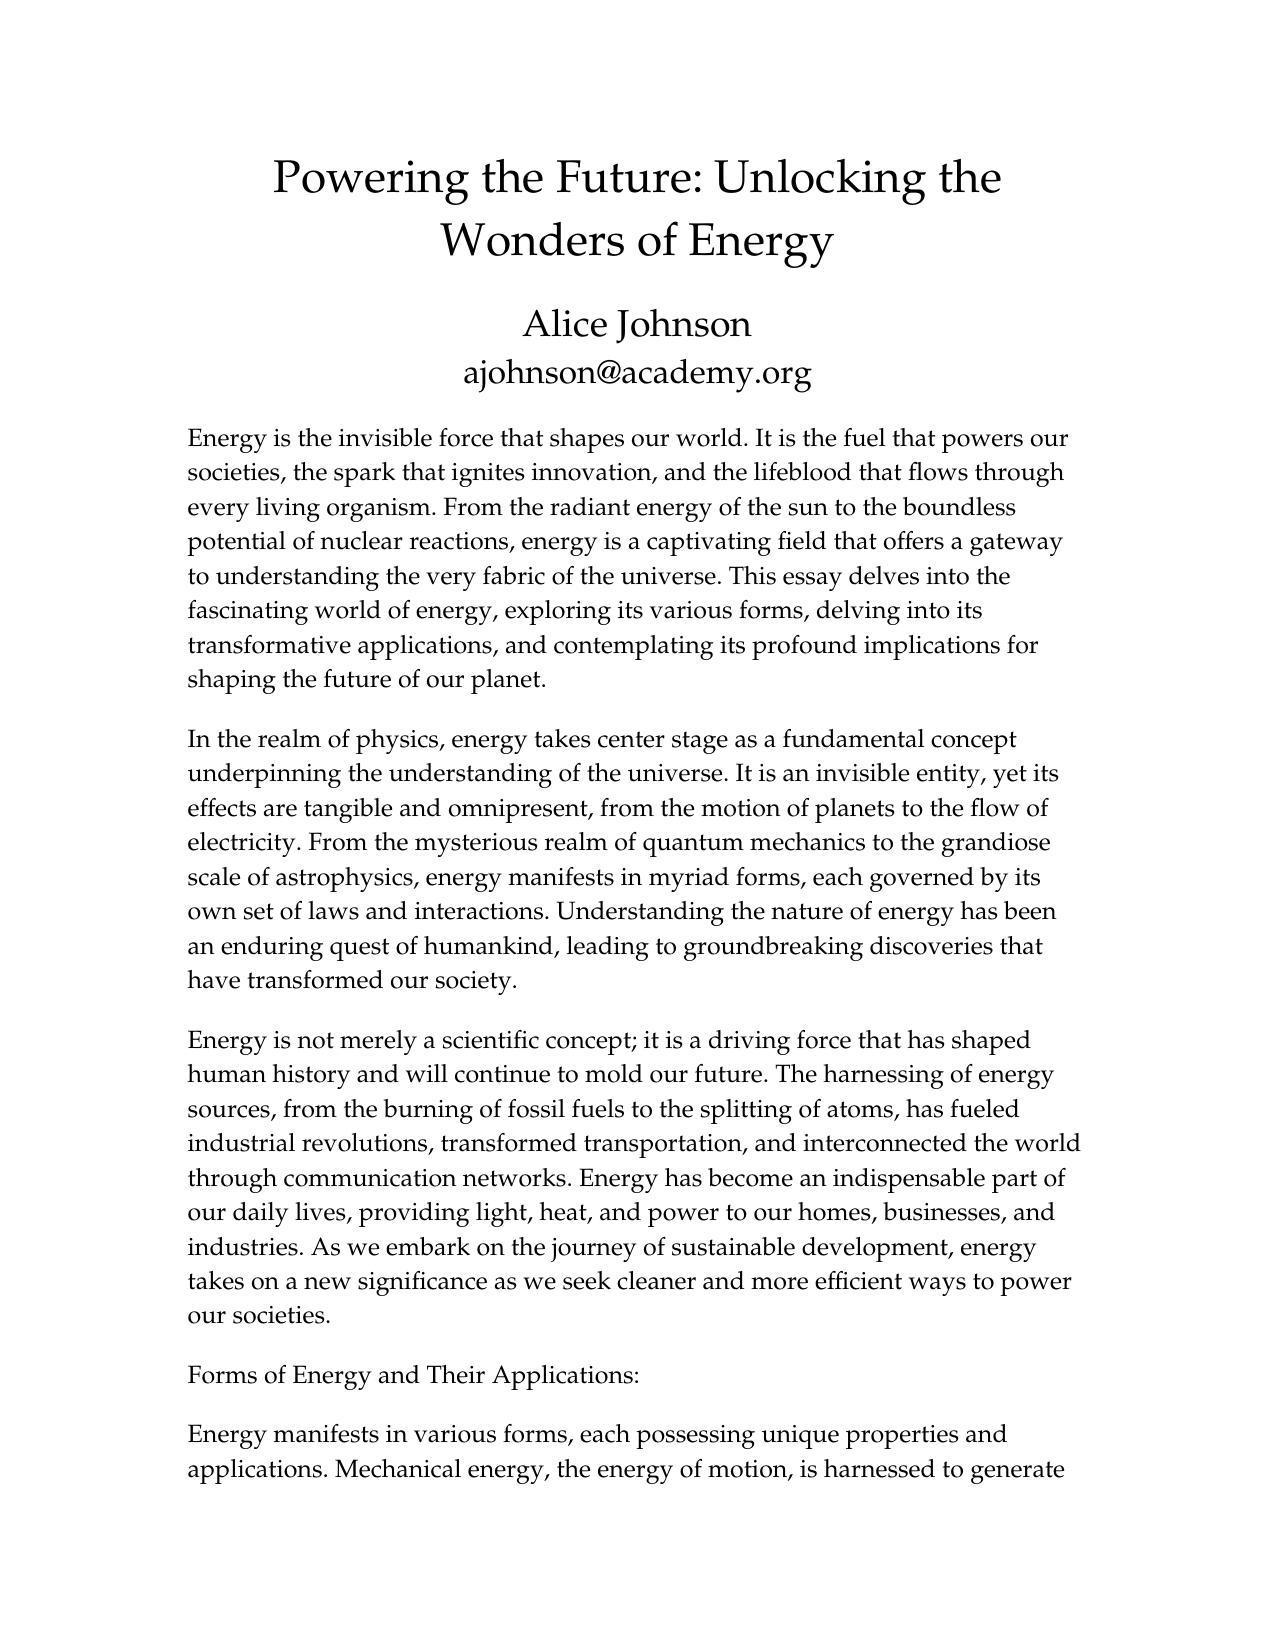 Powering the Future: Unlocking the
Wonders of Energy
Alice Johnson
ajohnson@academy.org
Energy is the invisible force that shapes our world. It is the fuel that powers our
societies, the spark that ignites innovation, and the lifeblood that flows through
every living organism. From the radiant energy of the sun to the boundless
potential of nuclear reactions, energy is a captivating field that offers a gateway
to understanding the very fabric of the universe. This essay delves into the
fascinating world of energy, exploring its various forms, delving into its
transformative applications, and contemplating its profound implications for
shaping the future of our planet.
In the realm of physics, energy takes center stage as a fundamental concept
underpinning the understanding of the universe. It is an invisible entity, yet its
effects are tangible and omnipresent, from the motion of planets to the flow of
electricity. From the mysterious realm of quantum mechanics to the grandiose
scale of astrophysics, energy manifests in myriad forms, each governed by its
own set of laws and interactions. Understanding the nature of energy has been
an enduring quest of humankind, leading to groundbreaking discoveries that
have transformed our society.
Energy is not merely a scientific concept; it is a driving force that has shaped
human history and will continue to mold our future. The harnessing of energy
sources, from the burning of fossil fuels to the splitting of atoms, has fueled
industrial revolutions, transformed transportation, and interconnected the world
through communication networks. Energy has become an indispensable part of
our daily lives, providing light, heat, and power to our homes, businesses, and
industries. As we embark on the journey of sustainable development, energy
takes on a new significance as we seek cleaner and more efficient ways to power
our societies.
Forms of Energy and Their Applications:
Energy manifests in various forms, each possessing unique properties and
applications. Mechanical energy, the energy of motion, is harnessed to generate